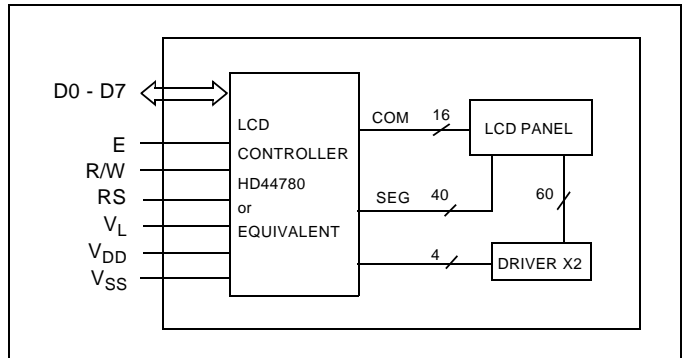 D0 - D7
E
R/W
RS
VL
VDD
VSS
LCD
CONTROLLER
HD44780
or
EQUIVALENT
COM 16
SEG 40
4
LCD PANEL
60
DRIVER X2